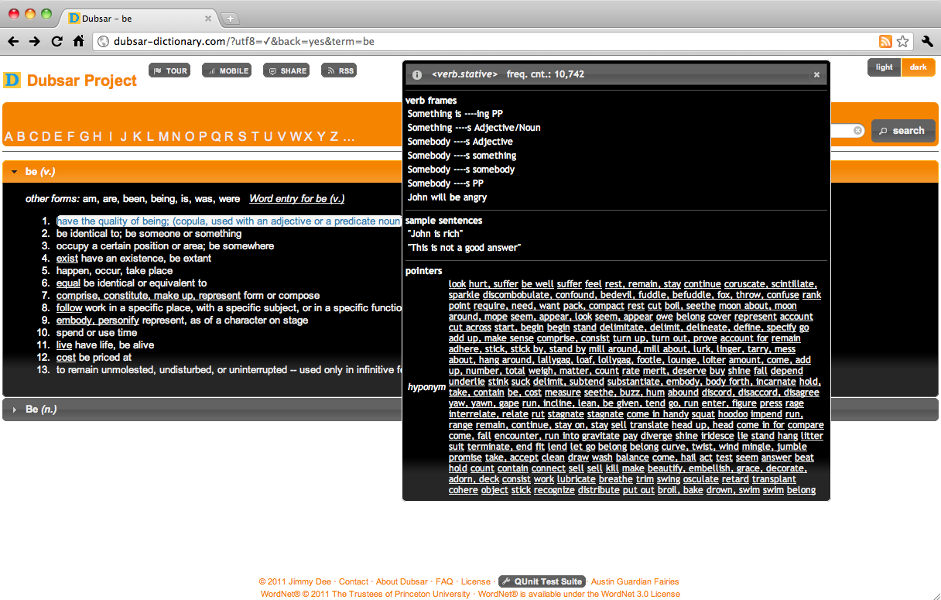 Dubsar - be
dubsar-dictionary.com/?utf8=✓&back=yes&term=be
D Dubsar Project
TOUR MOBILE SHARE RSS
light dark
A B C D E F G H I J K L M N O P Q R S T U V W X Y Z ...
search
be (v.)
other forms: am, are, been, being, is, was, were Word entry for be (v.)
1. have the quality of being; (copula, used with an adjective or a predicate noun
2. be identical to; be someone or something
3. occupy a certain position or area; be somewhere
4. exist have an existence, be extant
5. happen, occur, take place
6. equal be identical or equivalent to
7. comprise, constitute, make up, represent form or compose
8. follow work in a specific place, with a specific subject, or in a specific functio
9. embody, personify represent, as of a character on stage
10. spend or use time
11. live have life, be alive
12. cost be priced at
13. to remain unmolested, undisturbed, or uninterrupted -- used only in infinitive f
Be (n.)
<verb.stative> freq. cnt.: 10,742
verb frames
Something is ----ing PP
Something ----s Adjective/Noun
Somebody ----s Adjective
Somebody ----s something
Somebody ----s somebody
Somebody ----s PP
John will be angry
sample sentences
"John is rich"
"This is not a good answer"
pointers
hyponym
look hurt, suffer be well suffer feel rest, remain, stay continue coruscate, scintillate,
sparkle discombobulate, confound, bedevil, fuddle, befuddle, fox, throw, confuse rank
point require, need, want pack, compact rest cut boil, seethe moon about, moon
around, mope seem, appear, look seem, appear owe belong cover represent account
cut across start, begin begin stand delimitate, delimit, delineate, define, specify go
add up, make sense comprise, consist turn up, turn out, prove account for remain
adhere, stick, stick by, stand by mill around, mill about, lurk, linger, tarry, mess
about, hang around, lallygag, loaf, lollygag, footle, lounge, loiter amount, come, add
up, number, total weigh, matter, count rate merit, deserve buy shine fall depend
underlie stink suck delimit, subtend substantiate, embody, body forth, incarnate hold,
take, contain be, cost measure seethe, buzz, hum abound discord, disaccord, disagree
yaw, yawn, gape run, incline, lean, be given, tend go, run enter, figure press rage
interrelate, relate rut stagnate stagnate come in handy squat hoodoo impend run,
range remain, continue, stay on, stay sell translate head up, head come in for compare
come, fall encounter, run into gravitate pay diverge shine iridesce lie stand hang litter
suit terminate, end fit lend let go belong belong curve, twist, wind mingle, jumble
promise take, accept clean draw wash balance come, hail act test seem answer beat
hold count contain connect sell sell kill make beautify, embellish, grace, decorate,
adorn, deck consist work lubricate breathe trim swing osculate retard transplant
cohere object stick recognize distribute put out broil, bake drown, swim swim belong
© 2011 Jimmy Dee · Contact · About Dubsar · FAQ · License · QUnit Test Suite Austin Guardian Fairies
WordNet® © 2011 The Trustees of Princeton University · WordNet® is available under the WordNet 3.0 License